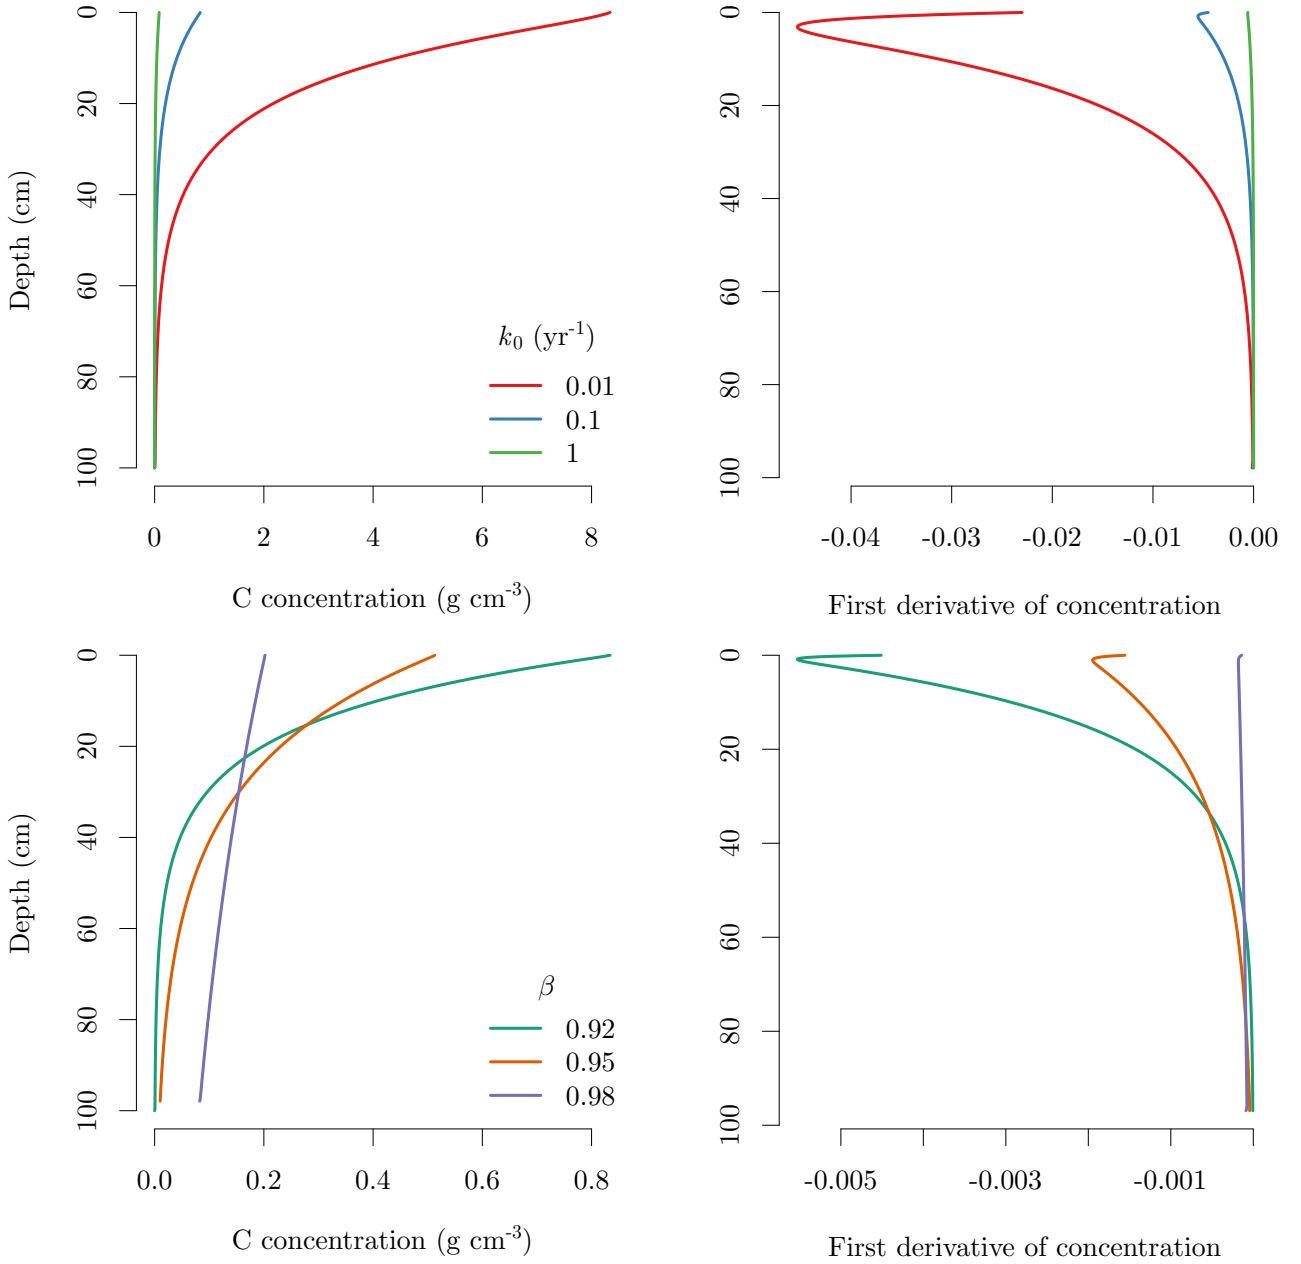 0
20
40
60
80
100
Depth (cm)
k₀ (yr⁻¹)
0.01
0.1
1
0 2 4 6 8
C concentration (g cm⁻³)
0
20
40
60
80
100
-0.04 -0.03 -0.02 -0.01 0.00
First derivative of concentration
0
20
40
60
80
100
Depth (cm)
β
0.92
0.95
0.98
0.0 0.2 0.4 0.6 0.8
C concentration (g cm⁻³)
0
20
40
60
80
100
-0.005 -0.003 -0.001
First derivative of concentration